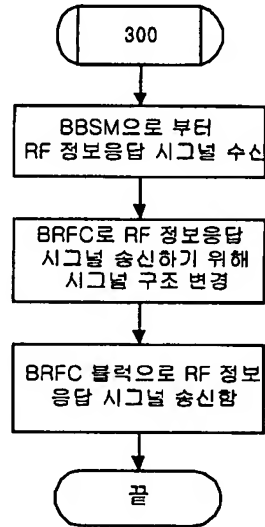 300
BBSM으로 부터
RF 정보응답 시그널 수신
BRFC로 RF 정보응답
시그널 송신하기 위해
시그널 구조 변경
BRFC 블럭으로 RF 정보
응답 시그널 송신함
끝